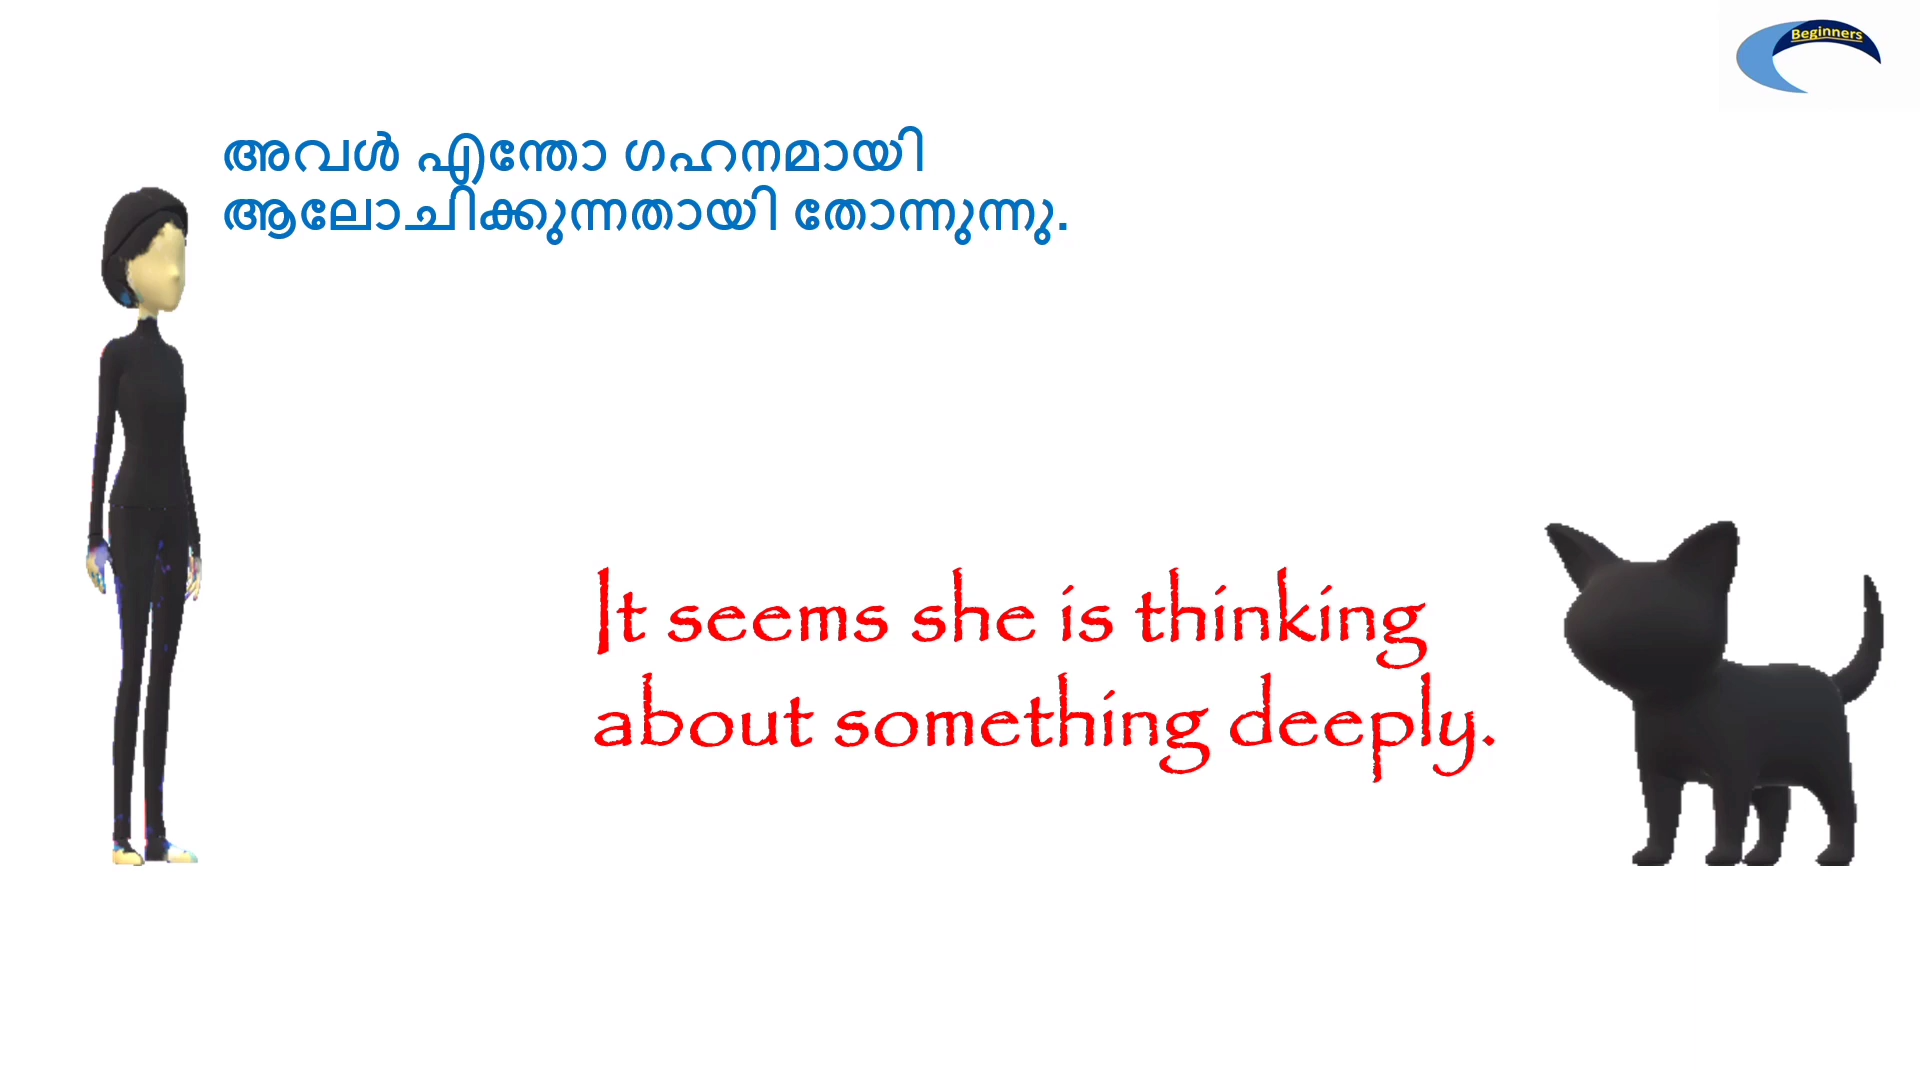 Beginners
അവൾ എന്തോ ഗഹനമായി
ആലോചിക്കുന്നതായി തോന്നുന്നു.
It seems she is thinking
about something deeply.